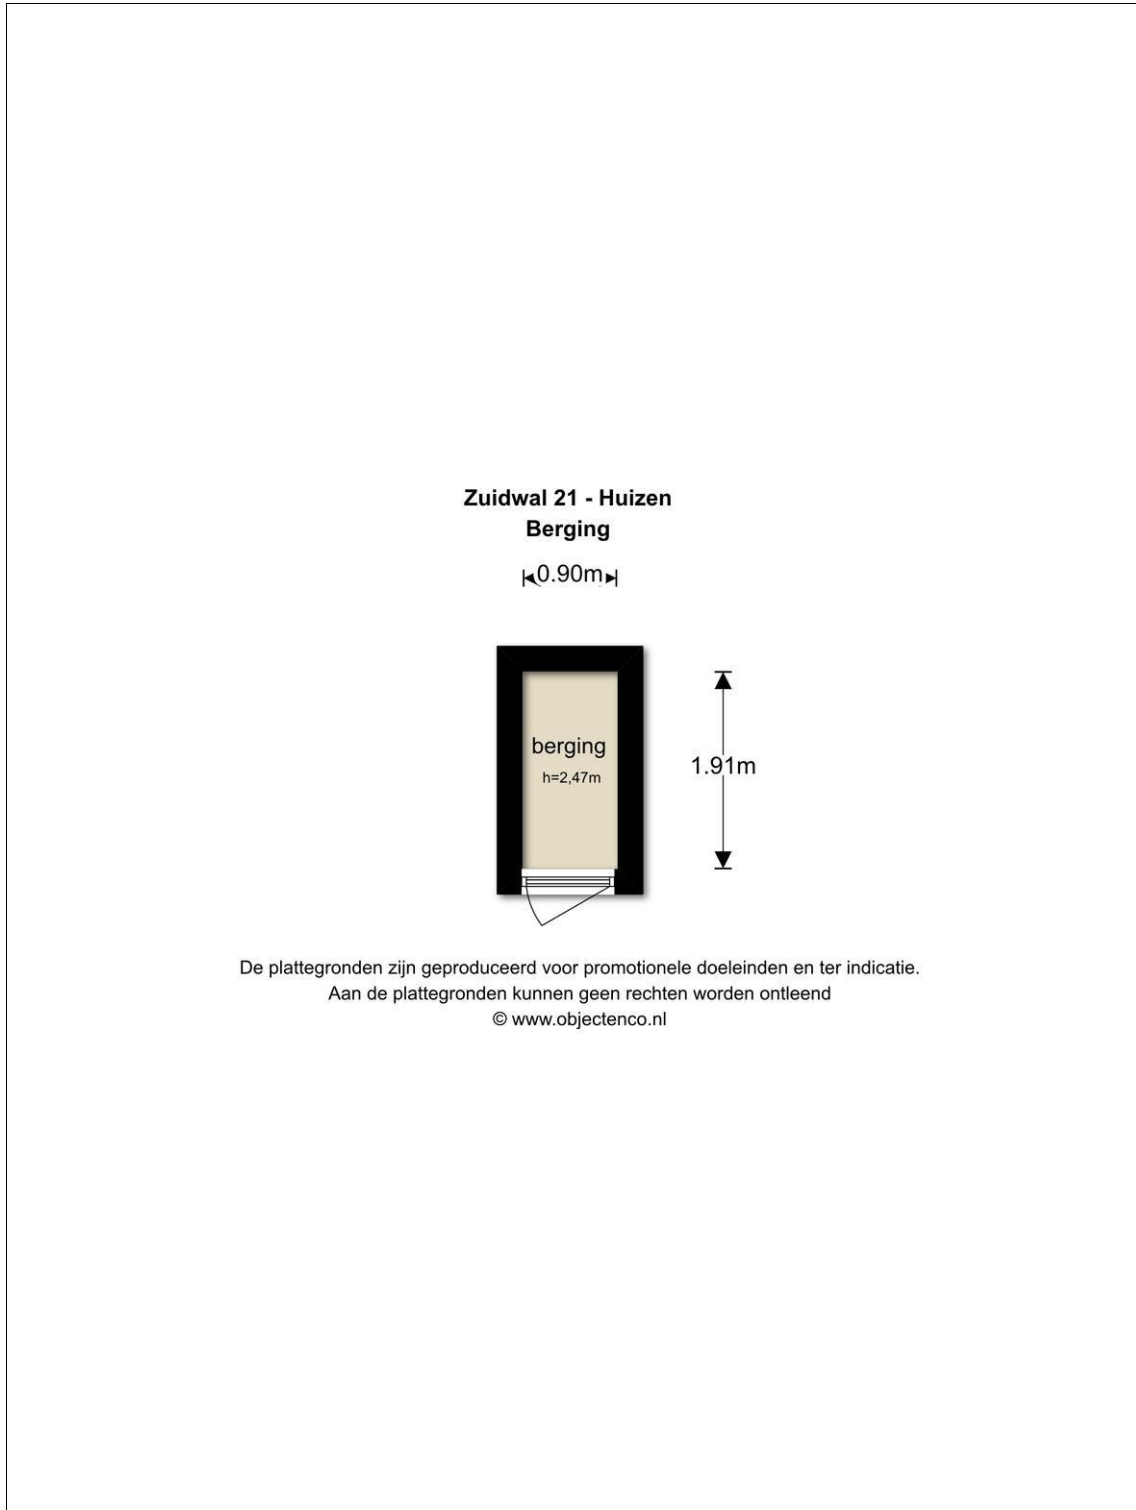 Zuidwal 21 - Huizen
Berging
0.90m
berging
h=2,47m
1.91m
De plattegronden zijn geproduceerd voor promotionele doeleinden en ter indicatie.
Aan de plattegronden kunnen geen rechten worden ontleend
© www.objectenco.nl